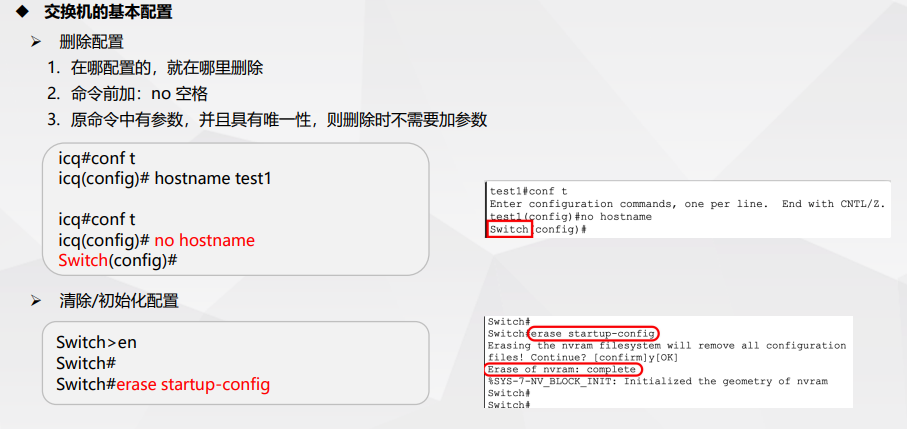 ◆ 交换机的基本配置
➢ 删除配置
1. 在哪配置的，就在哪里删除
2. 命令前加：no 空格
3. 原命令中有参数，并且具有唯一性，则删除时不需要加参数
icq#conf t
icq(config)# hostname test1
icq#conf t
icq(config)# no hostname
Switch(config)#
test1#conf t
Enter configuration commands, one per line. End with CNTL/Z.
test1(config)#no hostname
Switch(config)#
➢ 清除/初始化配置
Switch>en
Switch#
Switch#erase startup-config
Switch#
Switch#erase startup-config
Erasing the nvram filesystem will remove all configuration
files! Continue? [confirm]y[OK]
Erase of nvram: complete
%SYS-7-NV_BLOCK_INIT: Initialized the geometry of nvram
Switch#
Switch#